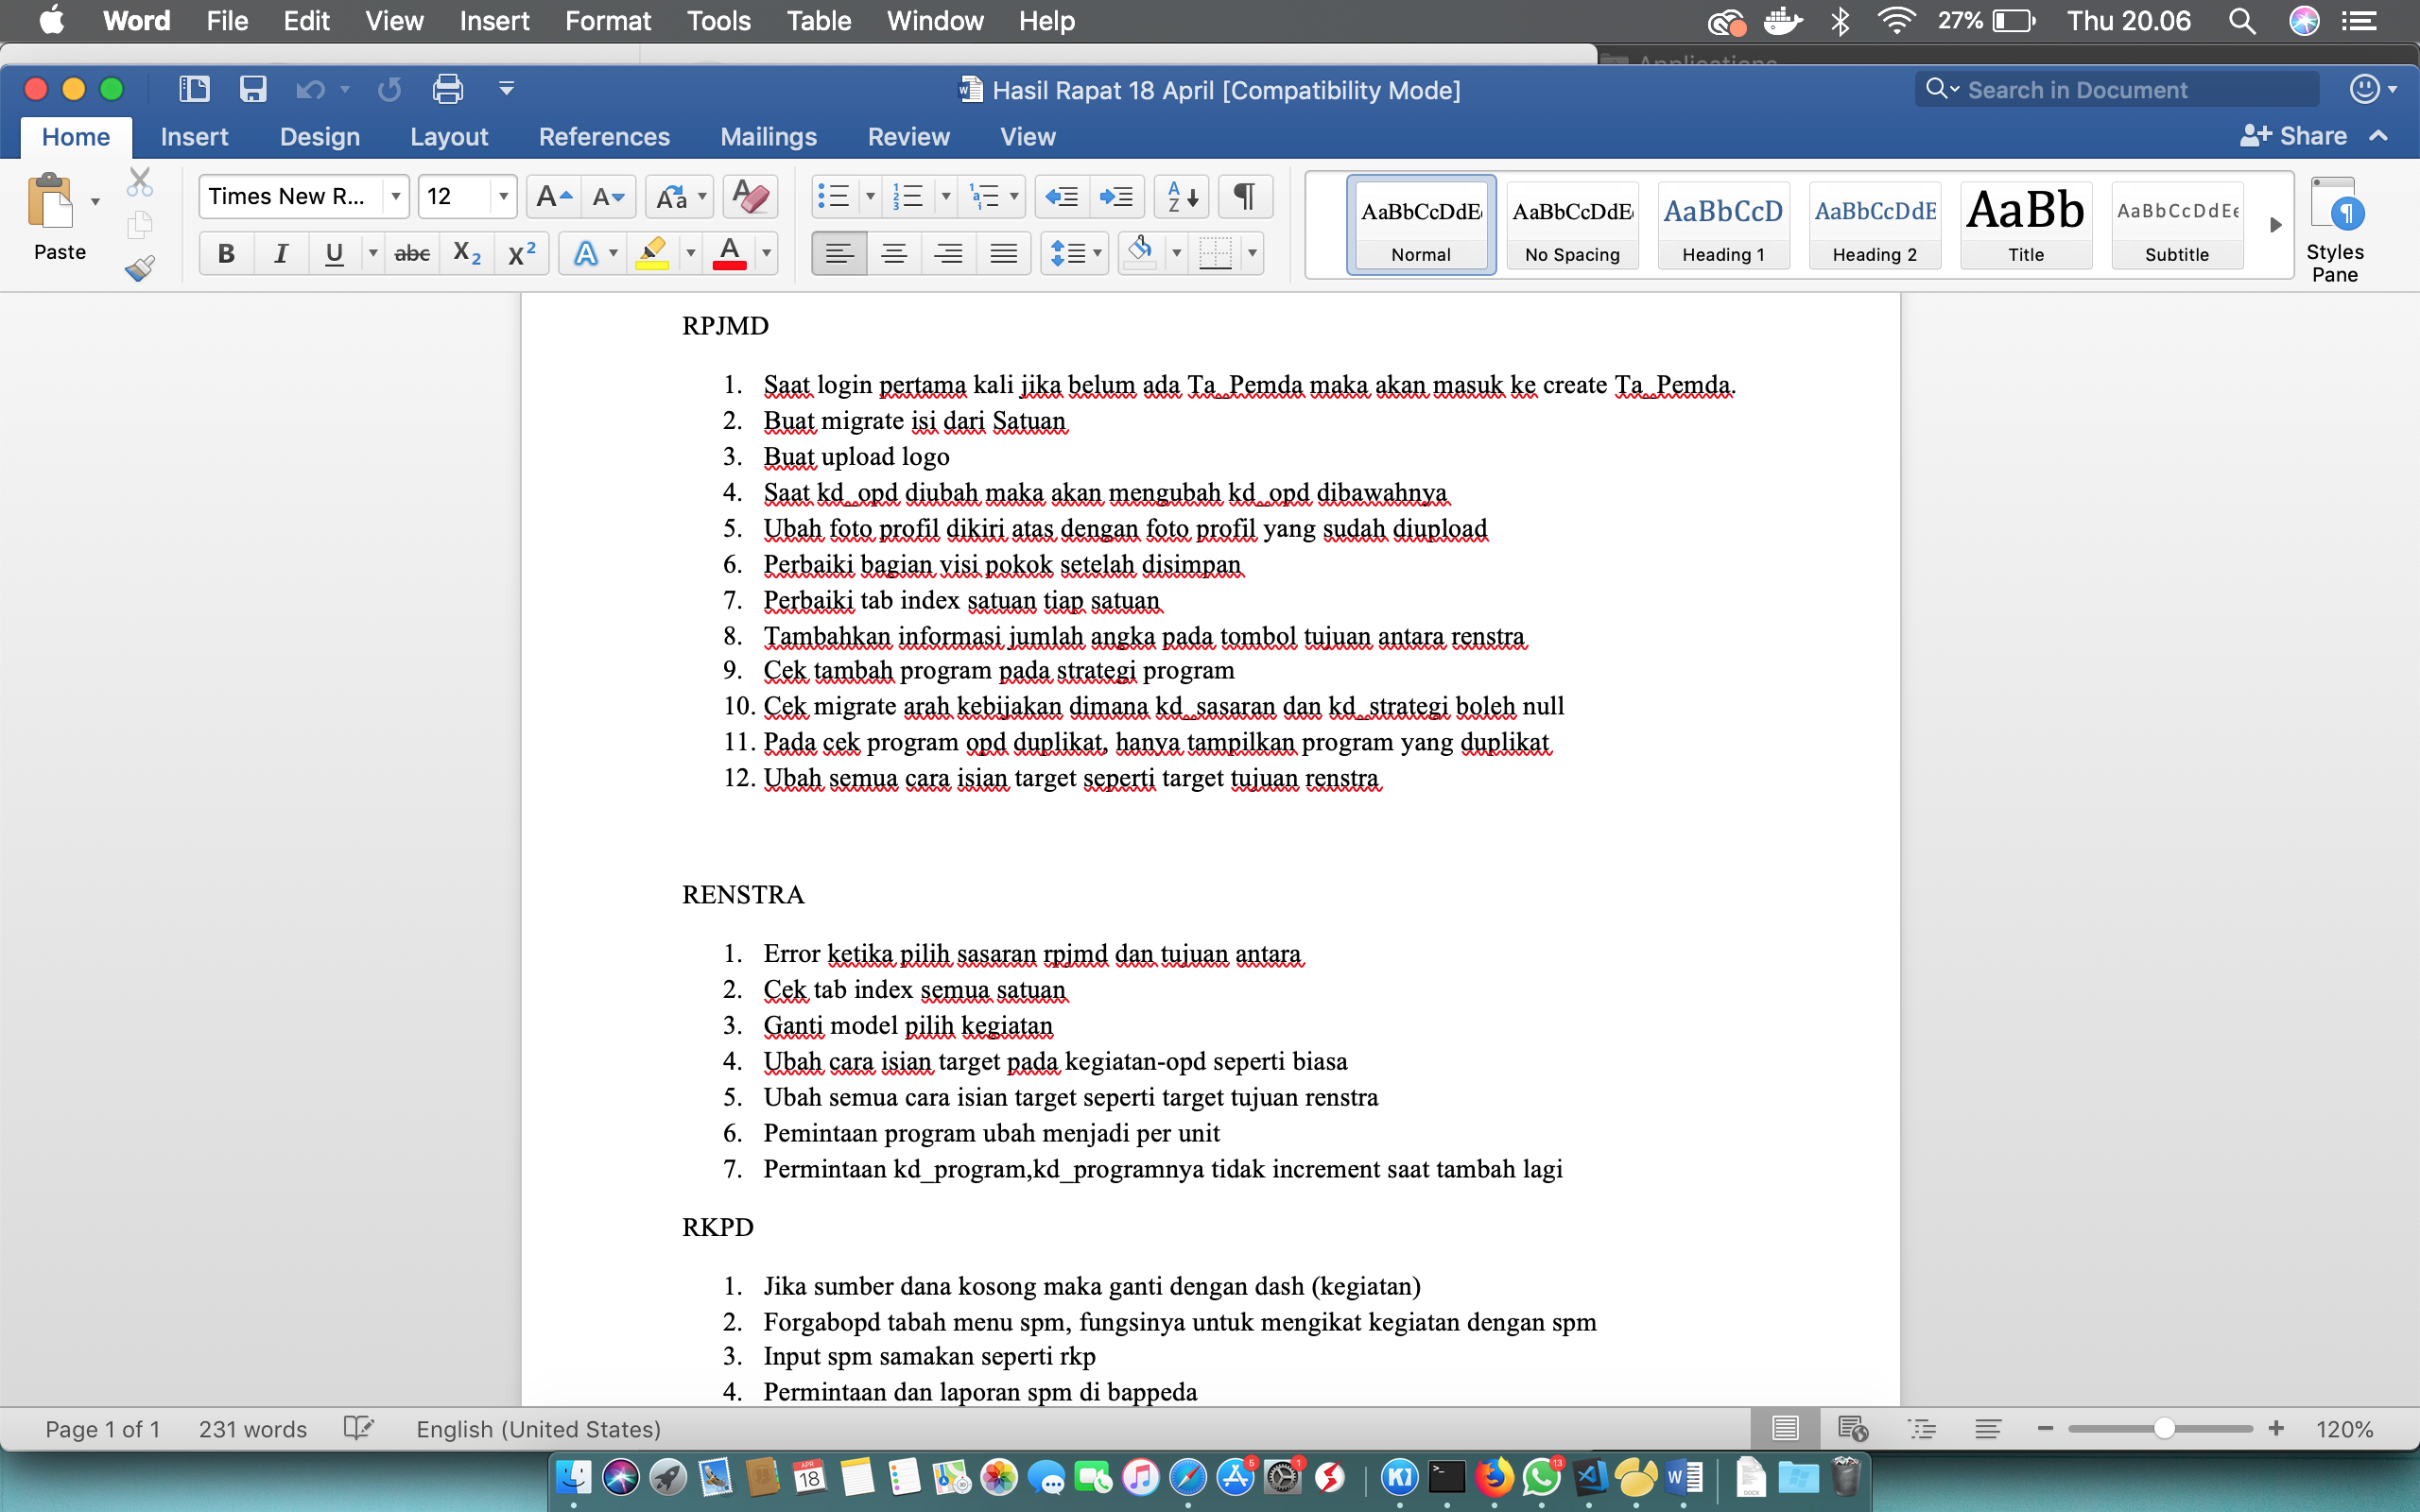 Word File Edit View Insert Format Tools Table Window Help 27% Thu 20.06
Applications
Hasil Rapat 18 April [Compatibility Mode] Search in Document
Home Insert Design Layout References Mailings Review View Share
Paste Times New R... 12 Styles Pane
AaBbCcDdE AaBbCcDdE AaBbCcD AaBbCcDdE AaBb AaBbCcDdEe
Normal No Spacing Heading 1 Heading 2 Title Subtitle
RPJMD
1. Saat login pertama kali jika belum ada Ta_Pemda maka akan masuk ke create Ta_Pemda.
2. Buat migrate isi dari Satuan
3. Buat upload logo
4. Saat kd_opd diubah maka akan mengubah kd_opd dibawahnya
5. Ubah foto profil dikiri atas dengan foto profil yang sudah diupload
6. Perbaiki bagian visi pokok setelah disimpan
7. Perbaiki tab index satuan tiap satuan
8. Tambahkan informasi jumlah angka pada tombol tujuan antara renstra
9. Cek tambah program pada strategi program
10. Cek migrate arah kebijakan dimana kd_sasaran dan kd_strategi boleh null
11. Pada cek program opd duplikat, hanya tampilkan program yang duplikat
12. Ubah semua cara isian target seperti target tujuan renstra
RENSTRA
1. Error ketika pilih sasaran rpjmd dan tujuan antara
2. Cek tab index semua satuan
3. Ganti model pilih kegiatan
4. Ubah cara isian target pada kegiatan-opd seperti biasa
5. Ubah semua cara isian target seperti target tujuan renstra
6. Pemintaan program ubah menjadi per unit
7. Permintaan kd_program,kd_programnya tidak increment saat tambah lagi
RKPD
1. Jika sumber dana kosong maka ganti dengan dash (kegiatan)
2. Forgabopd tabah menu spm, fungsinya untuk mengikat kegiatan dengan spm
3. Input spm samakan seperti rkp
4. Permintaan dan laporan spm di bappeda
Page 1 of 1 231 words English (United States) 120%
APR 18 5 1 13